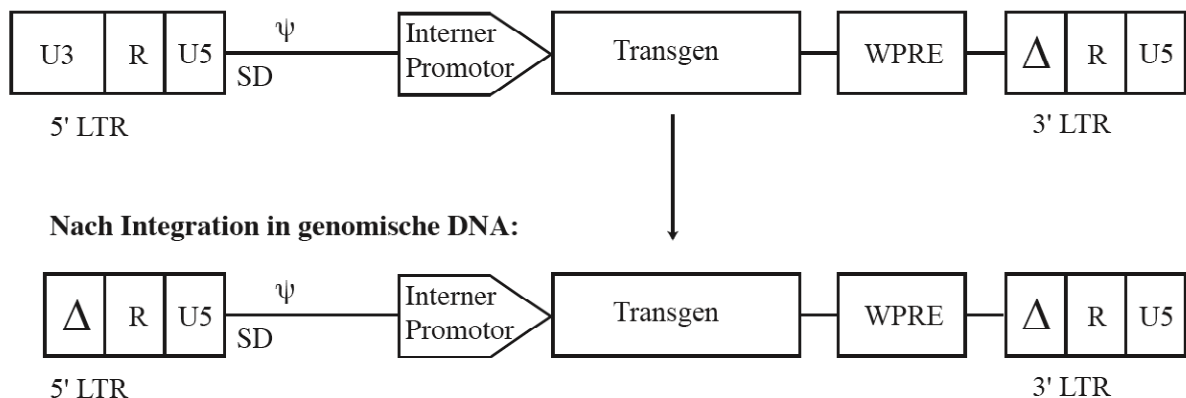 U3 R U5 ψ SD Interner Promotor Transgen WPRE Δ R U5
5' LTR 3' LTR
Nach Integration in genomische DNA:
Δ R U5 ψ SD Interner Promotor Transgen WPRE Δ R U5
5' LTR 3' LTR